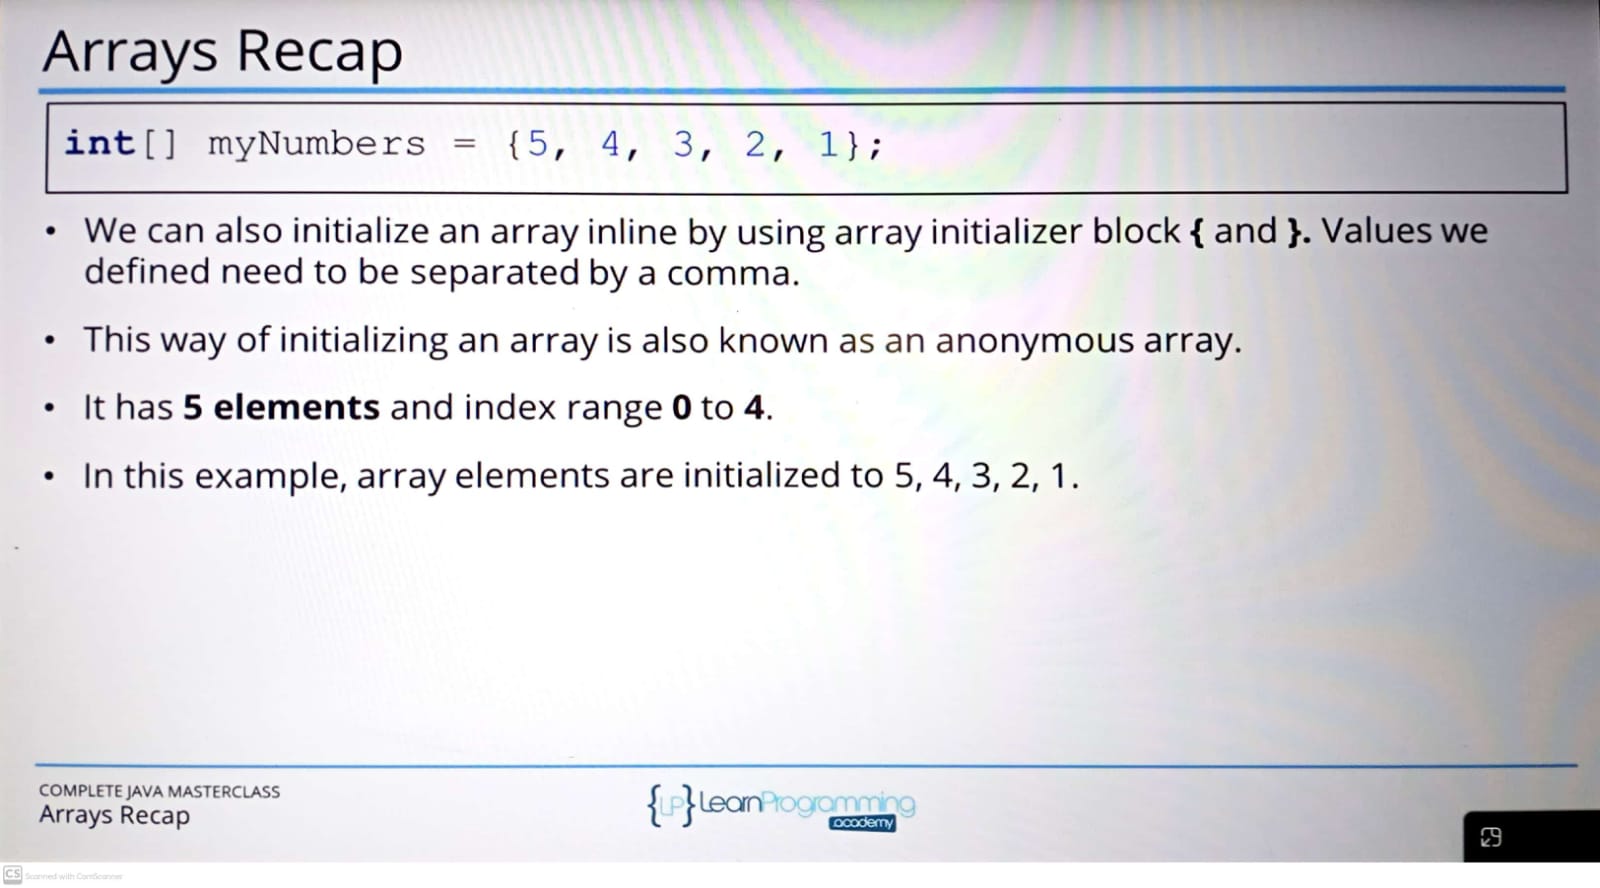 Arrays Recap
int[] myNumbers = {5, 4, 3, 2, 1};
• We can also initialize an array inline by using array initializer block { and }. Values we
defined need to be separated by a comma.
• This way of initializing an array is also known as an anonymous array.
• It has 5 elements and index range 0 to 4.
• In this example, array elements are initialized to 5, 4, 3, 2, 1.
COMPLETE JAVA MASTERCLASS
Arrays Recap
{LP} LearnProgramming
academy
CS Scanned with CamScanner